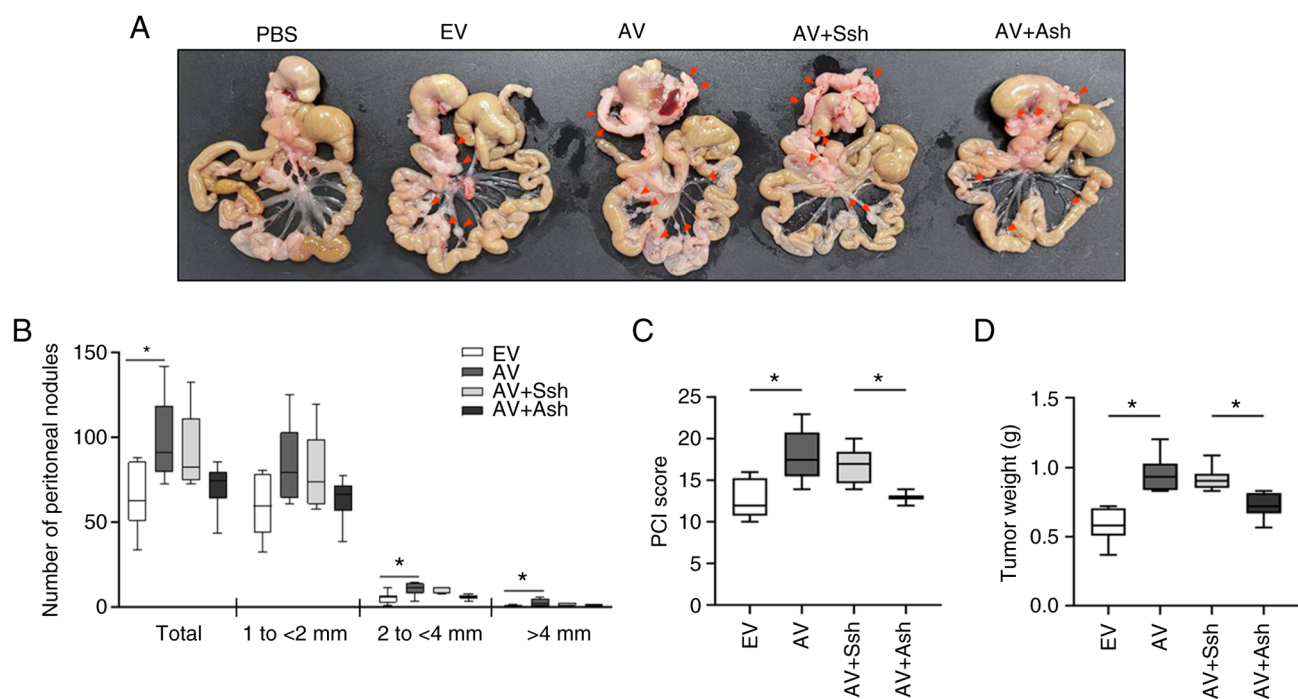 A
PBS EV AV AV+Ssh AV+Ash
B
Number of peritoneal nodules
150
100
50
0
*
*
*
EV
AV
AV+Ssh
AV+Ash
Total 1 to <2 mm 2 to <4 mm >4 mm
C
PCI score
25
20
15
10
5
0
*
*
EV AV AV+Ssh AV+Ash
D
Tumor weight (g)
1.5
1.0
0.5
0.0
*
*
EV AV AV+Ssh AV+Ash